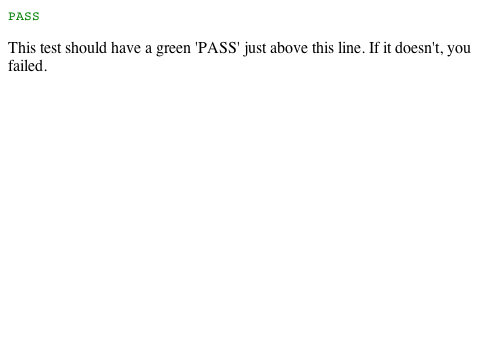 PASS
This test should have a green 'PASS' just above this line. If it doesn't, you
failed.